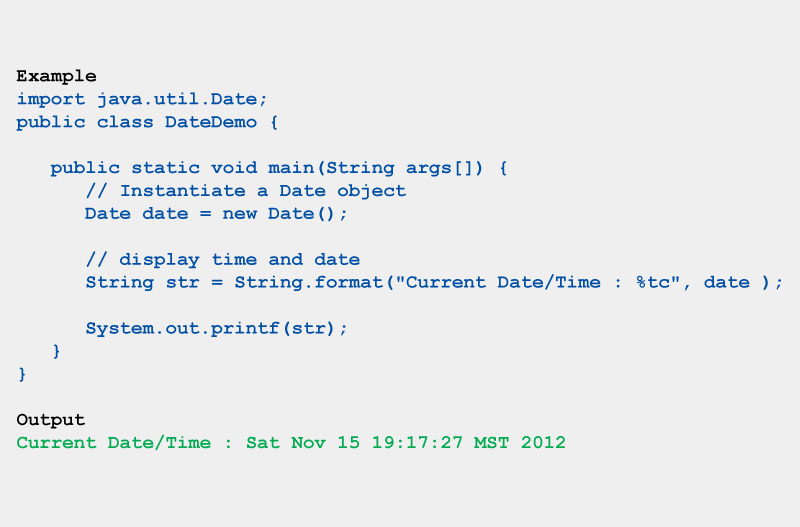 Example
import java.util.Date;
public class DateDemo {
public static void main(String args[]) {
// Instantiate a Date object
Date date = new Date();
// display time and date
String str = String.format("Current Date/Time : %tc", date );
System.out.printf(str);
}
}
Output
Current Date/Time : Sat Nov 15 19:17:27 MST 2012